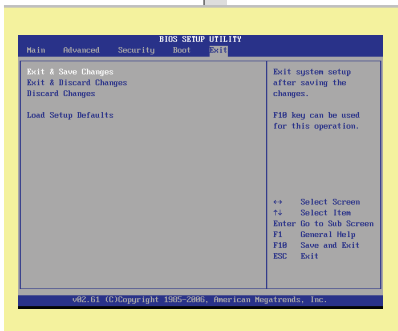 BIOS SETUP UTILITY
Main Advanced Security Boot Exit
Exit & Save Changes
Exit & Discard Changes
Discard Changes
Load Setup Defaults
Exit system setup
after saving the
changes.
F10 key can be used
for this operation.
↔ Select Screen
↑↓ Select Item
Enter Go to Sub Screen
F1 General Help
F10 Save and Exit
ESC Exit
v02.61 (C)Copyright 1985-2006, American Megatrends, Inc.